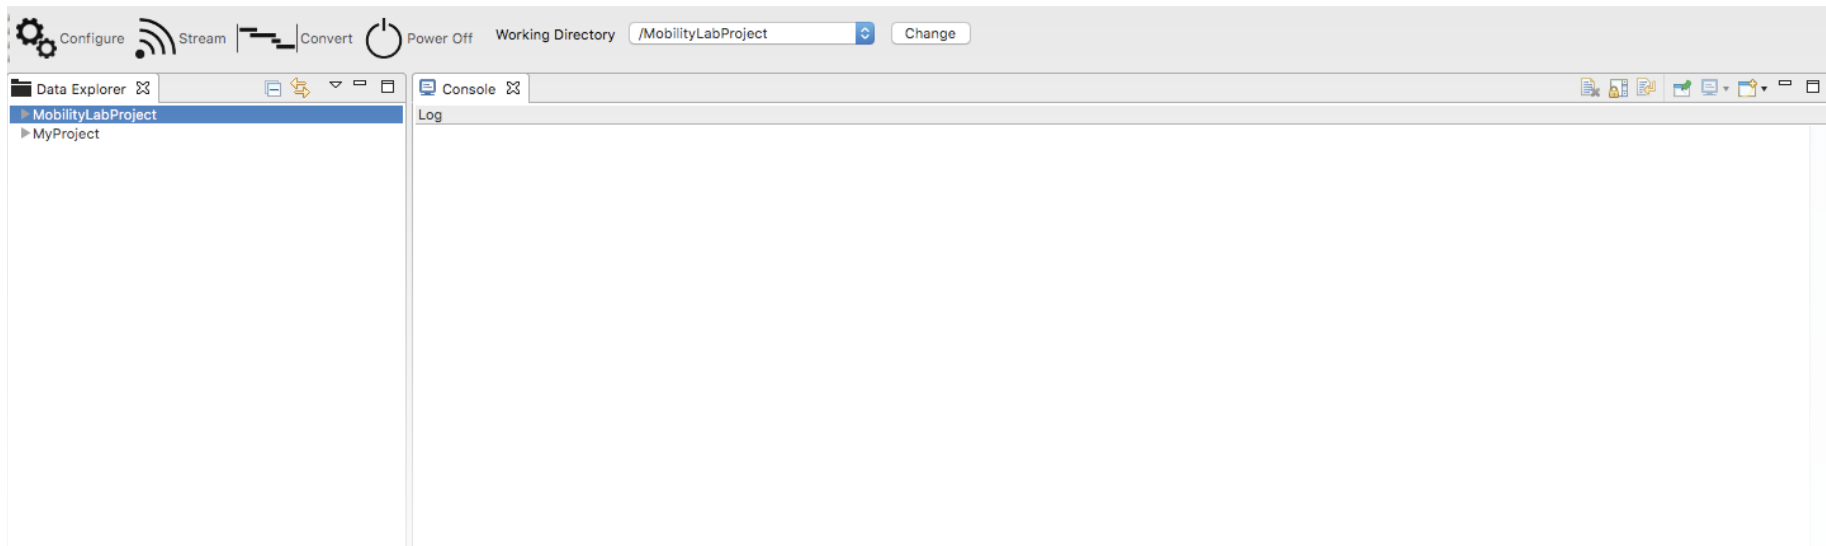 Configure Stream Convert Power Off Working Directory /MobilityLabProject Change
Data Explorer Console
MobilityLabProject Log
MyProject